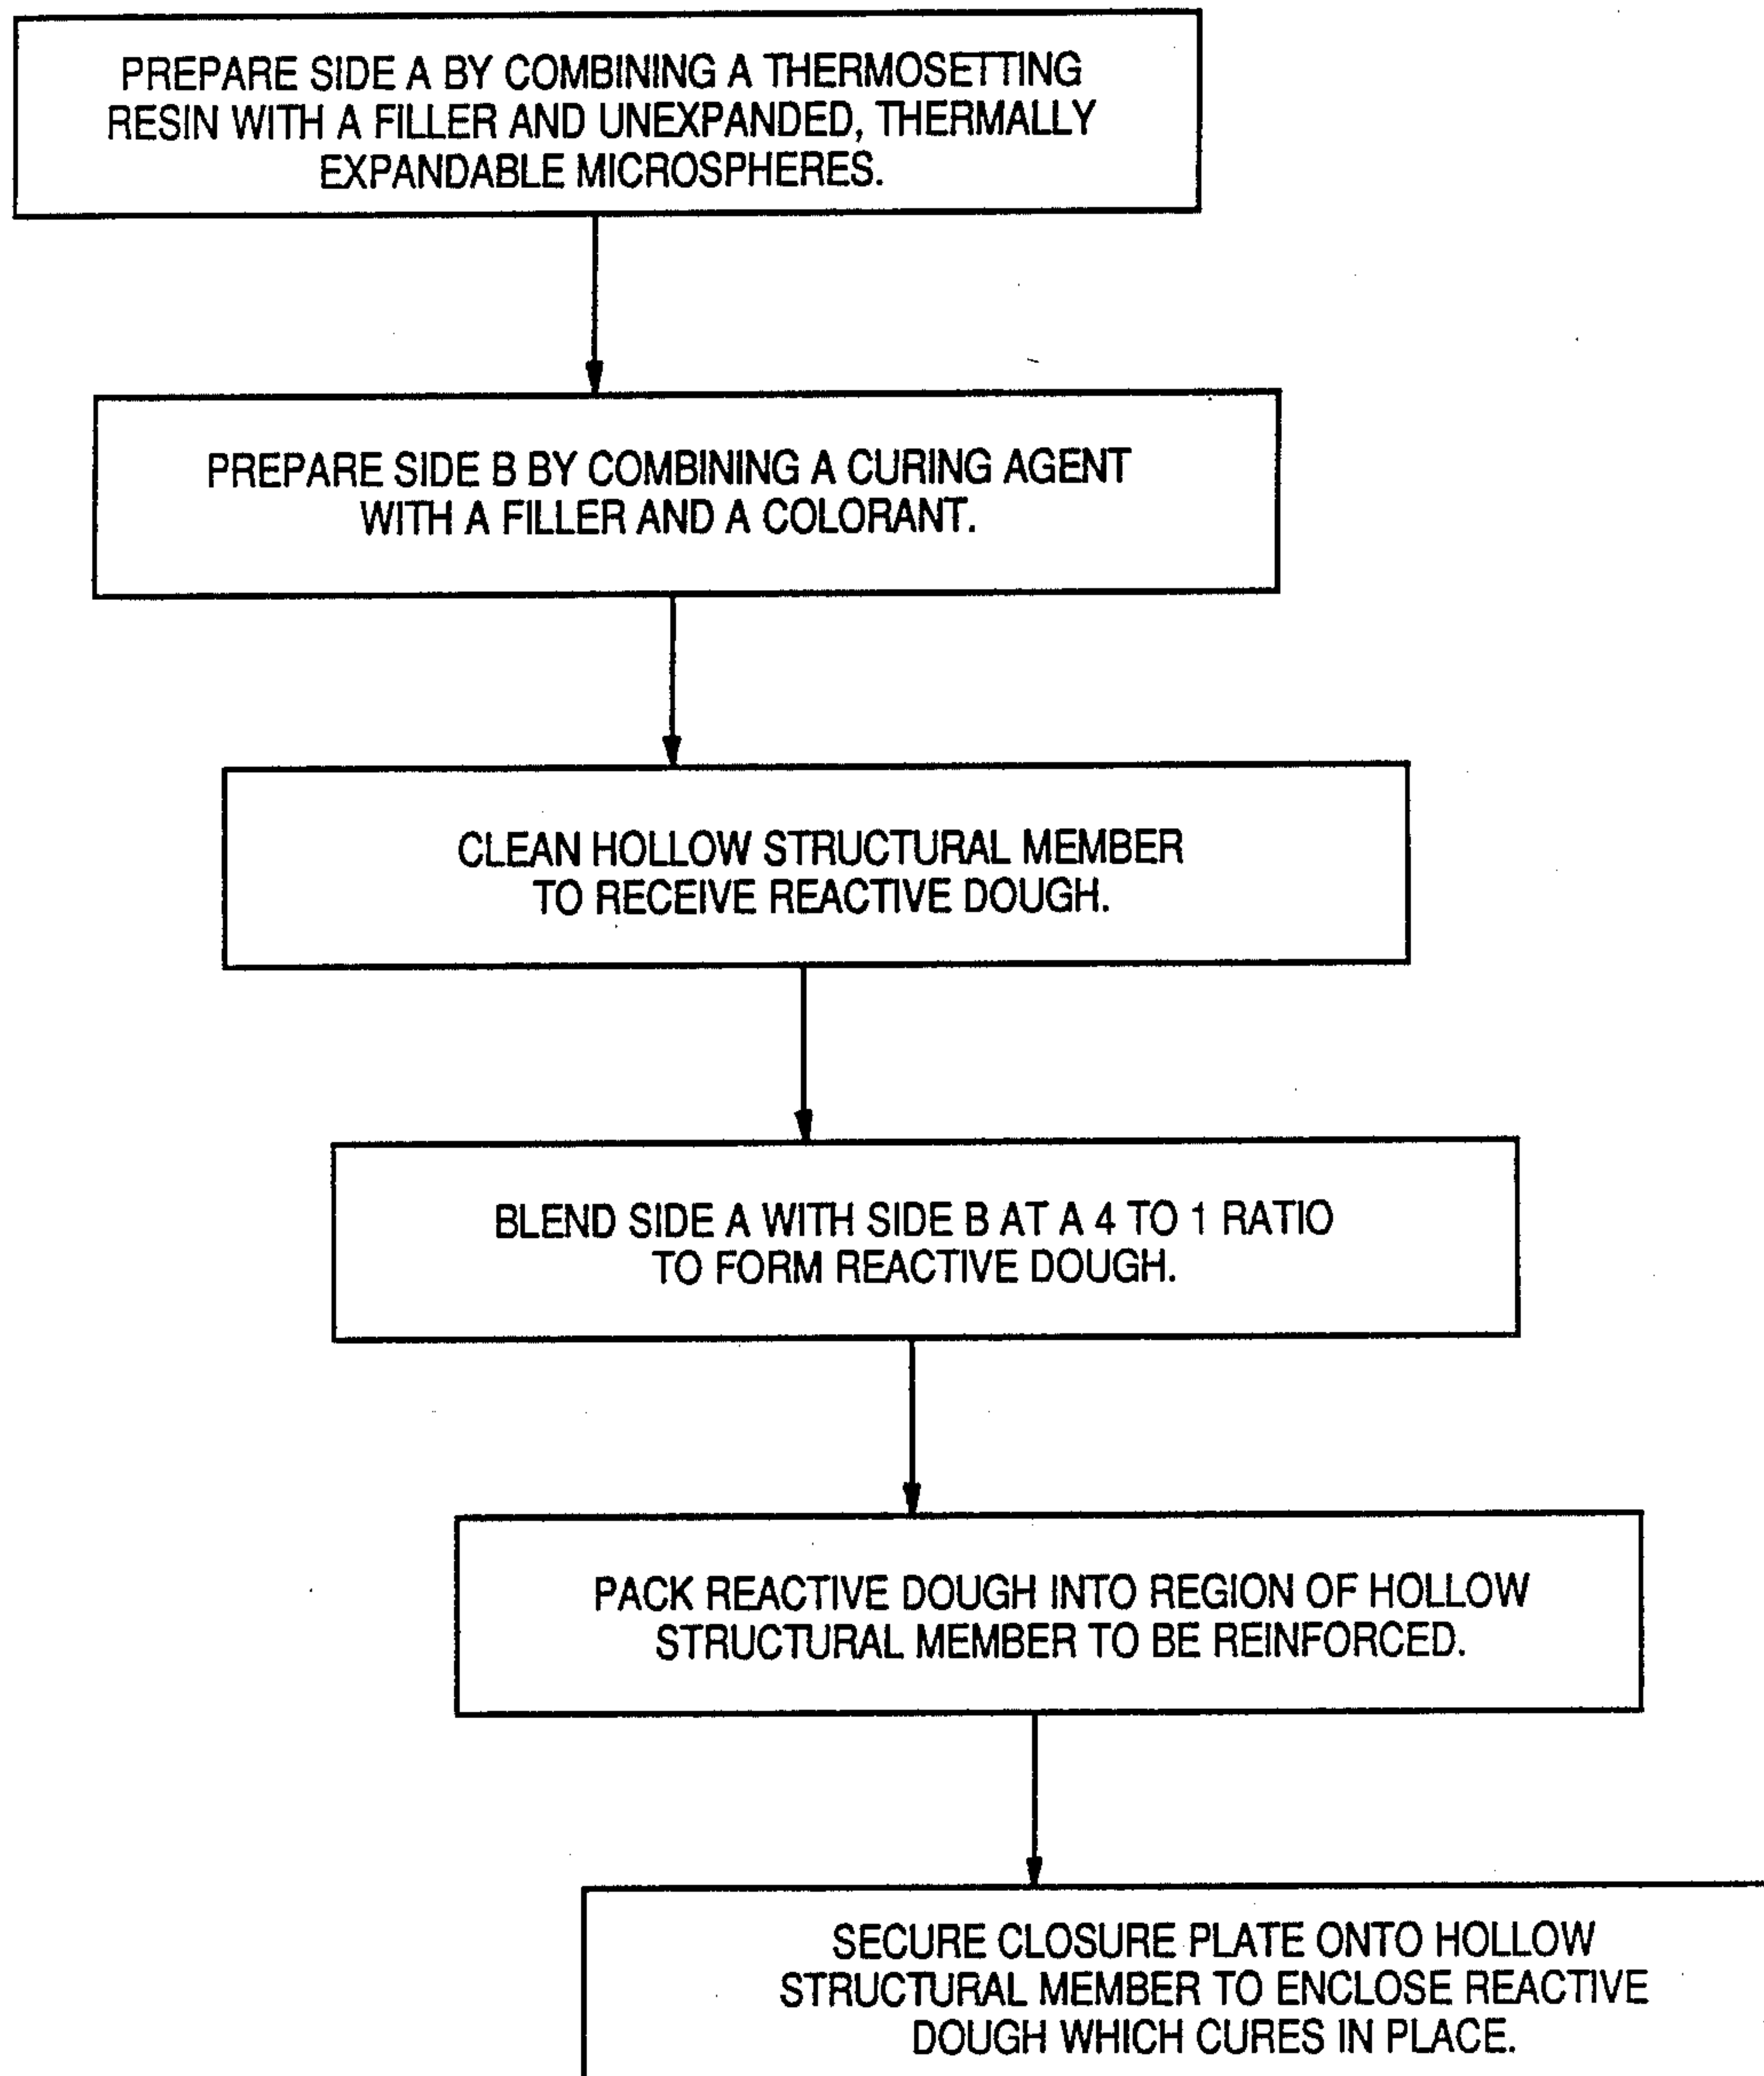 PREPARE SIDE A BY COMBINING A THERMOSETTING
RESIN WITH A FILLER AND UNEXPANDED, THERMALLY
EXPANDABLE MICROSPHERES.
PREPARE SIDE B BY COMBINING A CURING AGENT
WITH A FILLER AND A COLORANT.
CLEAN HOLLOW STRUCTURAL MEMBER
TO RECEIVE REACTIVE DOUGH.
BLEND SIDE A WITH SIDE B AT A 4 TO 1 RATIO
TO FORM REACTIVE DOUGH.
PACK REACTIVE DOUGH INTO REGION OF HOLLOW
STRUCTURAL MEMBER TO BE REINFORCED.
SECURE CLOSURE PLATE ONTO HOLLOW
STRUCTURAL MEMBER TO ENCLOSE REACTIVE
DOUGH WHICH CURES IN PLACE.